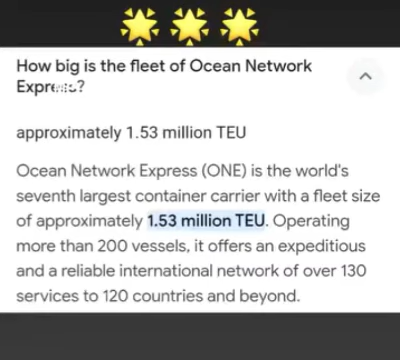 How big is the fleet of Ocean Network
Express?
approximately 1.53 million TEU
Ocean Network Express (ONE) is the world's
seventh largest container carrier with a fleet size
of approximately 1.53 million TEU. Operating
more than 200 vessels, it offers an expeditious
and a reliable international network of over 130
services to 120 countries and beyond.